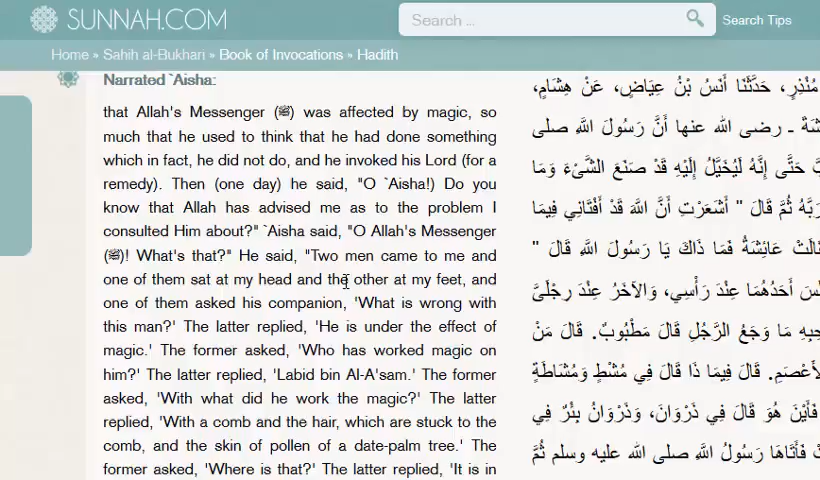 SUNNAH.COM
Search ...
Search Tips
Home » Sahih al-Bukhari » Book of Invocations » Hadith
Narrated `Aisha:
that Allah's Messenger (ﷺ) was affected by magic, so
much that he used to think that he had done something
which in fact, he did not do, and he invoked his Lord (for a
remedy). Then (one day) he said, "O `Aisha!) Do you
know that Allah has advised me as to the problem I
consulted Him about?" `Aisha said, "O Allah's Messenger
(ﷺ)! What's that?" He said, "Two men came to me and
one of them sat at my head and the other at my feet, and
one of them asked his companion, 'What is wrong with
this man?' The latter replied, 'He is under the effect of
magic.' The former asked, 'Who has worked magic on
him?' The latter replied, 'Labid bin Al-A'sam.' The former
asked, 'With what did he work the magic?' The latter
replied, 'With a comb and the hair, which are stuck to the
comb, and the skin of pollen of a date-palm tree.' The
former asked, 'Where is that?' The latter replied, 'It is in
مُنْذِرٍ، حَدَّثَنَا أَنَسُ بْنُ عِيَاضٍ، عَنْ هِشَامٍ،
ـ رضى الله عنها أَنَّ رَسُولَ اللَّهِ صلى
حَتَّى إِنَّهُ لَيُخَيَّلُ إِلَيْهِ قَدْ صَنَعَ الشَّىْءَ وَمَا
رَبَّهُ ثُمَّ قَالَ " أَشَعَرْتِ أَنَّ اللَّهَ قَدْ أَفْتَانِي فِيمَا
عَائِشَةُ فَمَا ذَاكَ يَا رَسُولَ اللَّهِ قَالَ "
أَحَدُهُمَا عِنْدَ رَأْسِي، وَالآخَرُ عِنْدَ رِجْلَىَّ
مَا وَجَعُ الرَّجُلِ قَالَ مَطْبُوبٌ. قَالَ مَنْ
قَالَ فِيمَا ذَا قَالَ فِي مُشْطٍ وَمُشَاطَةٍ
فَأَيْنَ هُوَ قَالَ فِي ذَرْوَانَ، وَذَرْوَانُ بِئْرٌ فِي
فَأَتَاهَا رَسُولُ اللَّهِ صلى الله عليه وسلم ثُمَّ